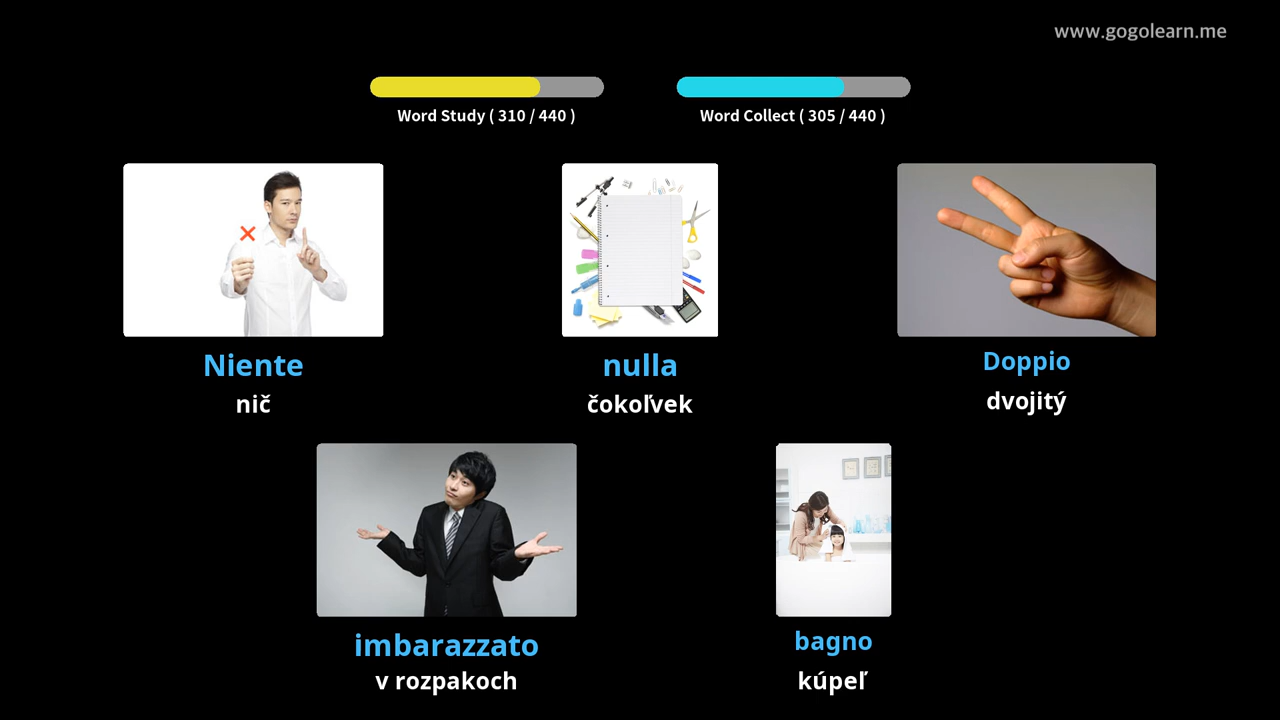 www.gogolearn.me
Word Study ( 310 / 440 )
Word Collect ( 305 / 440 )
Niente
nič
nulla
čokoľvek
Doppio
dvojitý
imbarazzato
v rozpakoch
bagno
kúpeľ